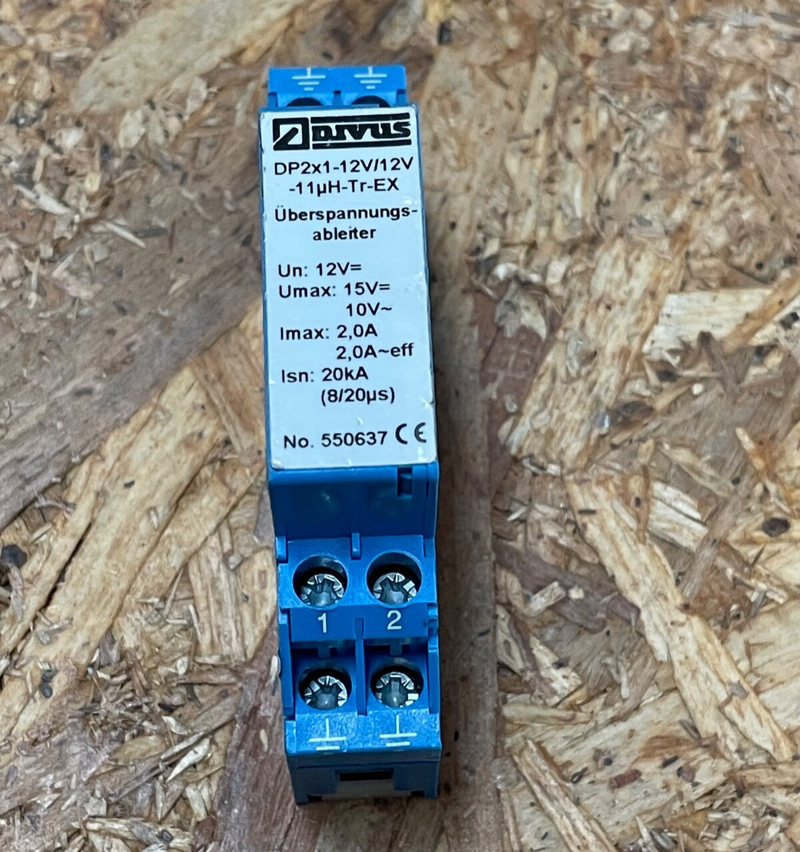 DJVUS
DP2x1-12V/12V
-11µH-Tr-EX
Überspannungs-
ableiter
Un: 12V=
Umax: 15V=
10V~
Imax: 2,0A
2,0A~eff
Isn: 20kA
(8/20µs)
No. 550637 CE
1 2